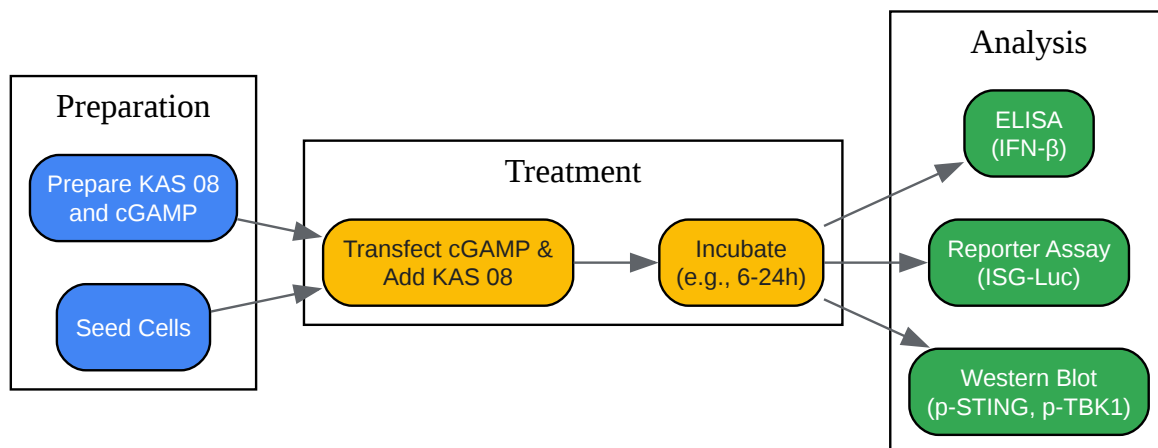 Preparation
Prepare KAS 08
and cGAMP
Seed Cells
Treatment
Transfect cGAMP &
Add KAS 08
Incubate
(e.g., 6-24h)
Analysis
ELISA
(IFN-β)
Reporter Assay
(ISG-Luc)
Western Blot
(p-STING, p-TBK1)